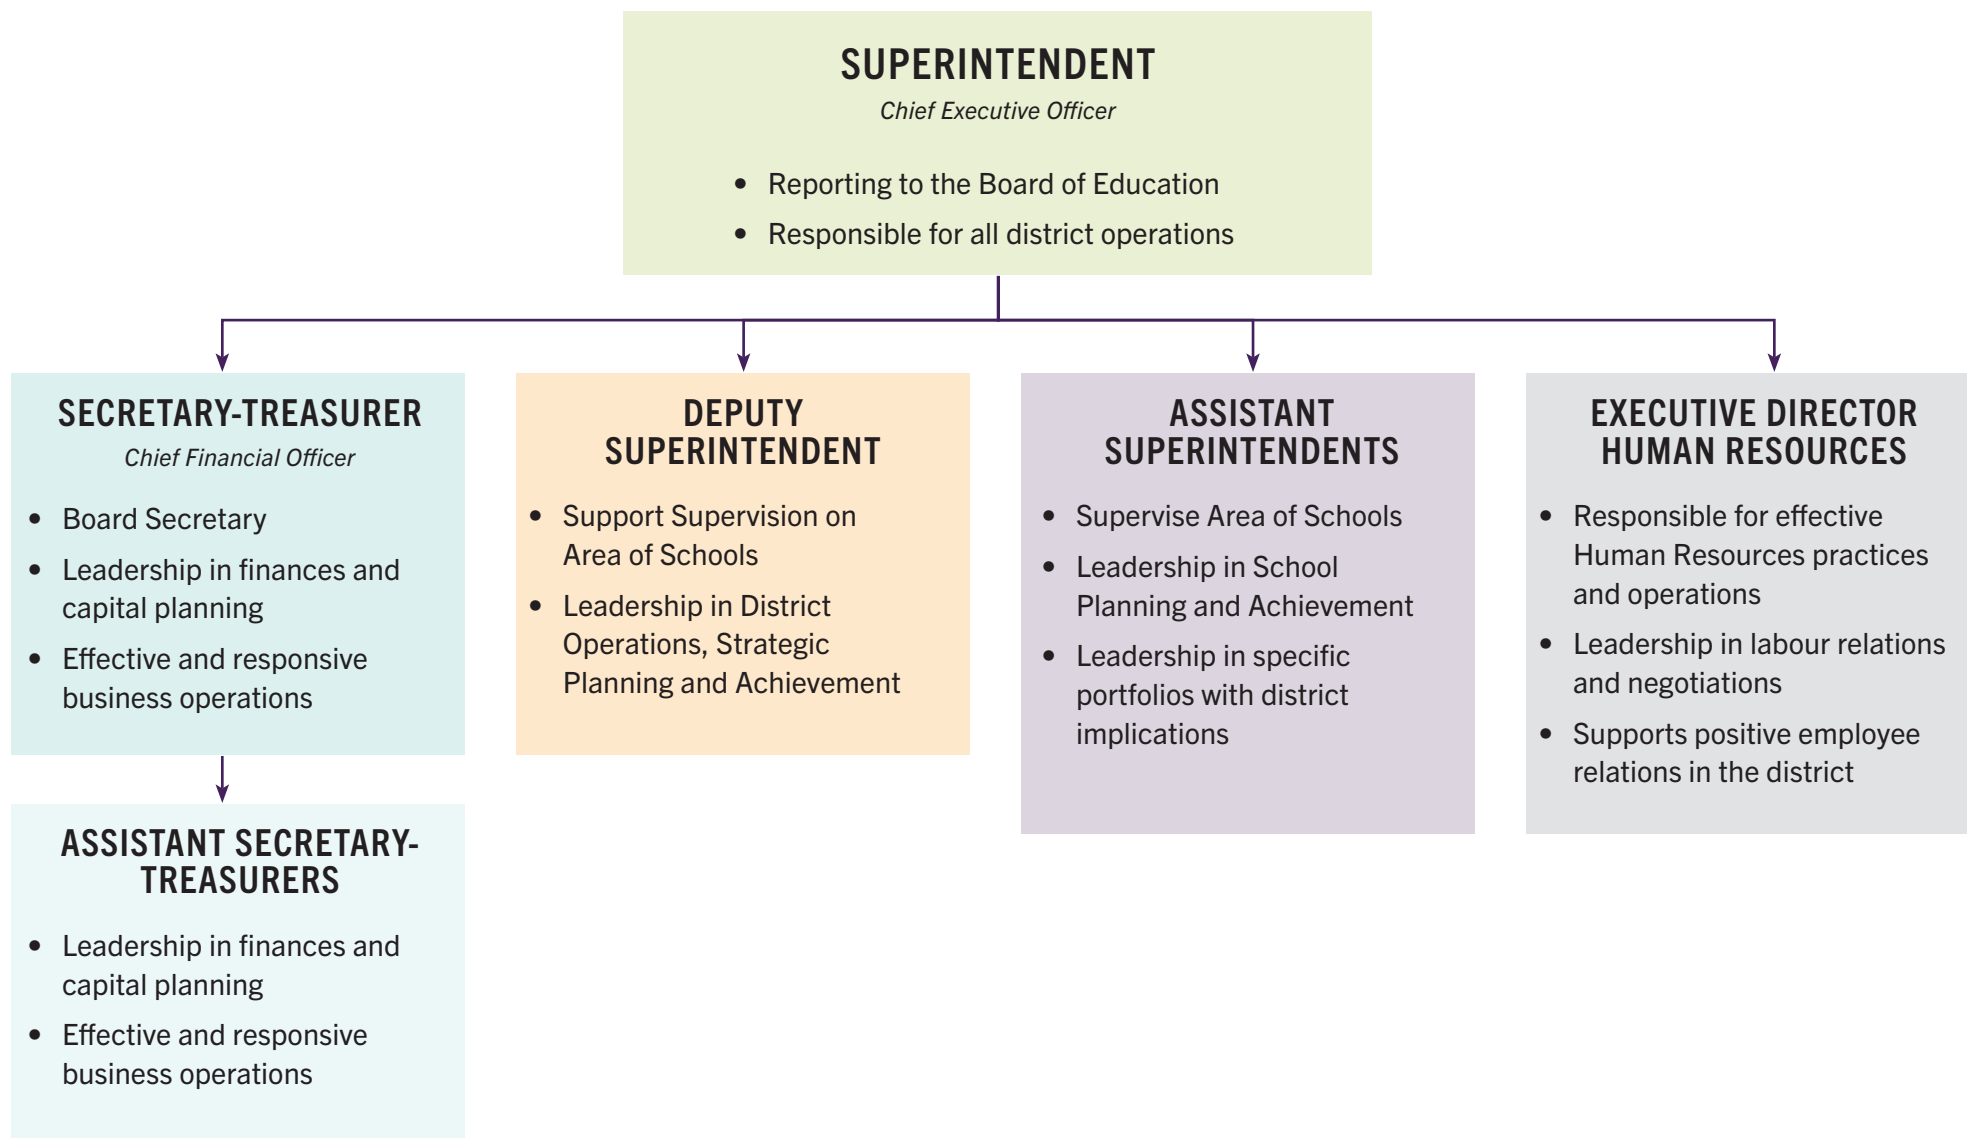 SUPERINTENDENT
Chief Executive Officer
• Reporting to the Board of Education
• Responsible for all district operations
SECRETARY-TREASURER
Chief Financial Officer
• Board Secretary
• Leadership in finances and
capital planning
• Effective and responsive
business operations
DEPUTY
SUPERINTENDENT
• Support Supervision on
Area of Schools
• Leadership in District
Operations, Strategic
Planning and Achievement
ASSISTANT
SUPERINTENDENTS
• Supervise Area of Schools
• Leadership in School
Planning and Achievement
• Leadership in specific
portfolios with district
implications
EXECUTIVE DIRECTOR
HUMAN RESOURCES
• Responsible for effective
Human Resources practices
and operations
• Leadership in labour relations
and negotiations
• Supports positive employee
relations in the district
ASSISTANT SECRETARY-
TREASURERS
• Leadership in finances and
capital planning
• Effective and responsive
business operations